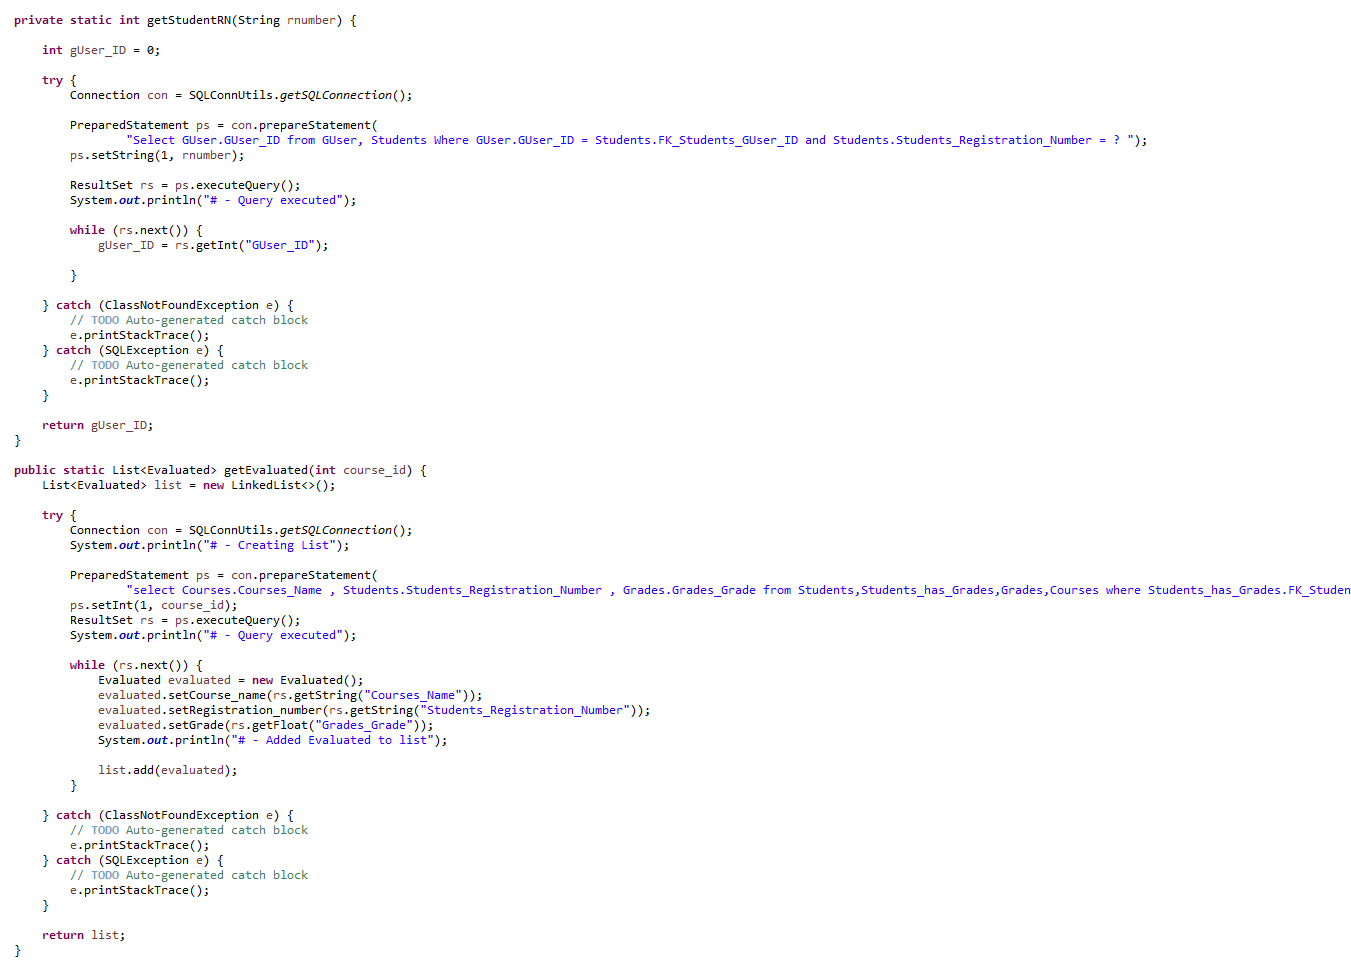 private static int getStudentRN(String rnumber) {
int gUser_ID = 0;
try {
Connection con = SQLConnUtils.getSQLConnection();
PreparedStatement ps = con.prepareStatement(
"Select GUser.GUser_ID from GUser, Students Where GUser.GUser_ID = Students.FK_Students_GUser_ID and Students.Students_Registration_Number = ? ");
ps.setString(1, rnumber);
ResultSet rs = ps.executeQuery();
System.out.println("# - Query executed");
while (rs.next()) {
gUser_ID = rs.getInt("GUser_ID");
}
} catch (ClassNotFoundException e) {
// TODO Auto-generated catch block
e.printStackTrace();
} catch (SQLException e) {
// TODO Auto-generated catch block
e.printStackTrace();
}
return gUser_ID;
}
public static List<Evaluated> getEvaluated(int course_id) {
List<Evaluated> list = new LinkedList<>();
try {
Connection con = SQLConnUtils.getSQLConnection();
System.out.println("# - Creating List");
PreparedStatement ps = con.prepareStatement(
"select Courses.Courses_Name , Students.Students_Registration_Number , Grades.Grades_Grade from Students,Students_has_Grades,Grades,Courses where Students_has_Grades.FK_Studen
ps.setInt(1, course_id);
ResultSet rs = ps.executeQuery();
System.out.println("# - Query executed");
while (rs.next()) {
Evaluated evaluated = new Evaluated();
evaluated.setCourse_name(rs.getString("Courses_Name"));
evaluated.setRegistration_number(rs.getString("Students_Registration_Number"));
evaluated.setGrade(rs.getFloat("Grades_Grade"));
System.out.println("# - Added Evaluated to list");
list.add(evaluated);
}
} catch (ClassNotFoundException e) {
// TODO Auto-generated catch block
e.printStackTrace();
} catch (SQLException e) {
// TODO Auto-generated catch block
e.printStackTrace();
}
return list;
}